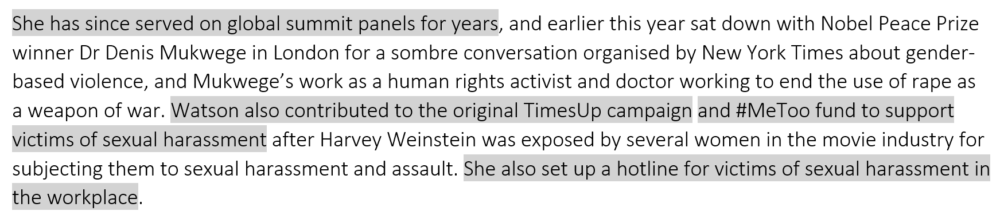 She has since served on global summit panels for years, and earlier this year sat down with Nobel Peace Prize
winner Dr Denis Mukwege in London for a sombre conversation organised by New York Times about gender-
based violence, and Mukwege’s work as a human rights activist and doctor working to end the use of rape as
a weapon of war. Watson also contributed to the original TimesUp campaign and #MeToo fund to support
victims of sexual harassment after Harvey Weinstein was exposed by several women in the movie industry for
subjecting them to sexual harassment and assault. She also set up a hotline for victims of sexual harassment in
the workplace.